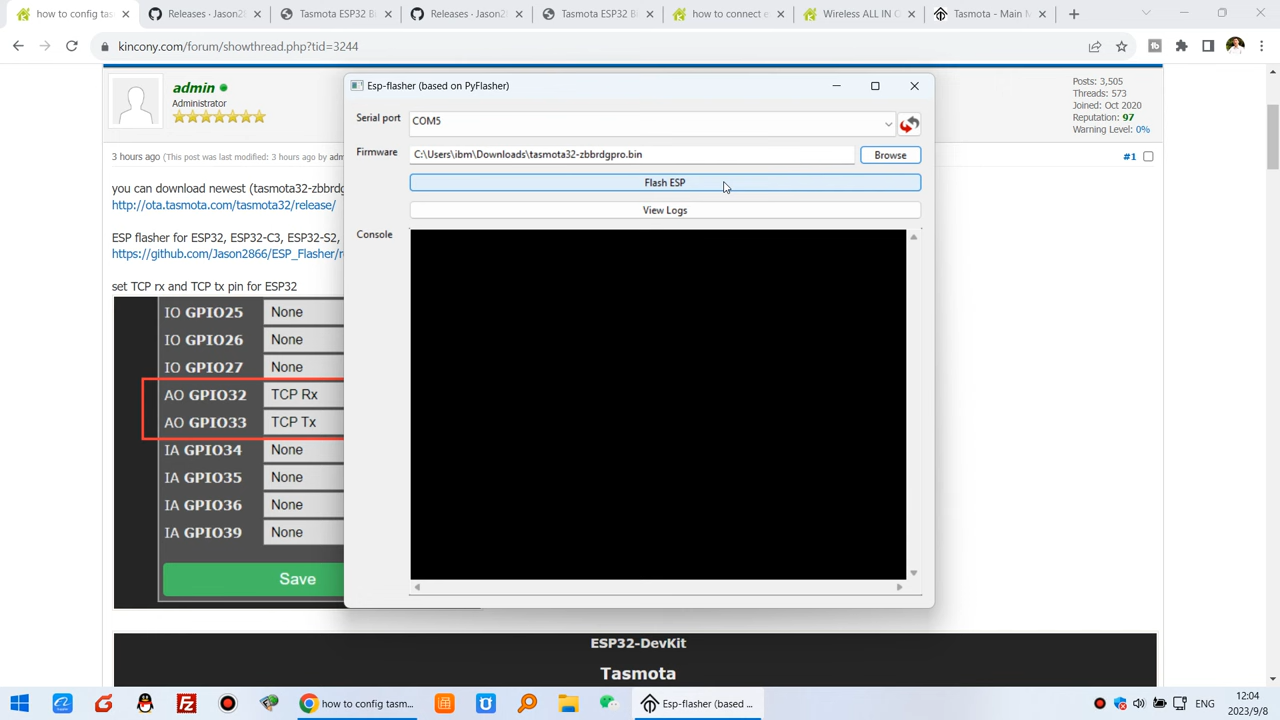 how to config tas
Releases · Jason2
Tasmota ESP32 B
Releases · Jason2
Tasmota ESP32 B
how to connect e
Wireless ALL IN O
Tasmota - Main M
kincony.com/forum/showthread.php?tid=3244
admin
Administrator
Posts: 3,505
Threads: 573
Joined: Oct 2020
Reputation: 97
Warning Level: 0%
3 hours ago (This post was last modified: 3 hours ago by adm
#1
you can download newest (tasmota32-zbbrdg
http://ota.tasmota.com/tasmota32/release/
ESP flasher for ESP32, ESP32-C3, ESP32-S2,
https://github.com/Jason2866/ESP_Flasher/r
set TCP rx and TCP tx pin for ESP32
IO GPIO25 None
IO GPIO26 None
IO GPIO27 None
AO GPIO32 TCP Rx
AO GPIO33 TCP Tx
IA GPIO34 None
IA GPIO35 None
IA GPIO36 None
IA GPIO39 None
Save
Esp-flasher (based on PyFlasher)
Serial port COM5
Firmware C:\Users\ibm\Downloads\tasmota32-zbbrdgpro.bin Browse
Flash ESP
View Logs
Console
ESP32-DevKit
Tasmota
how to config tasm...
Esp-flasher (based ...
ENG
12:04
2023/9/8